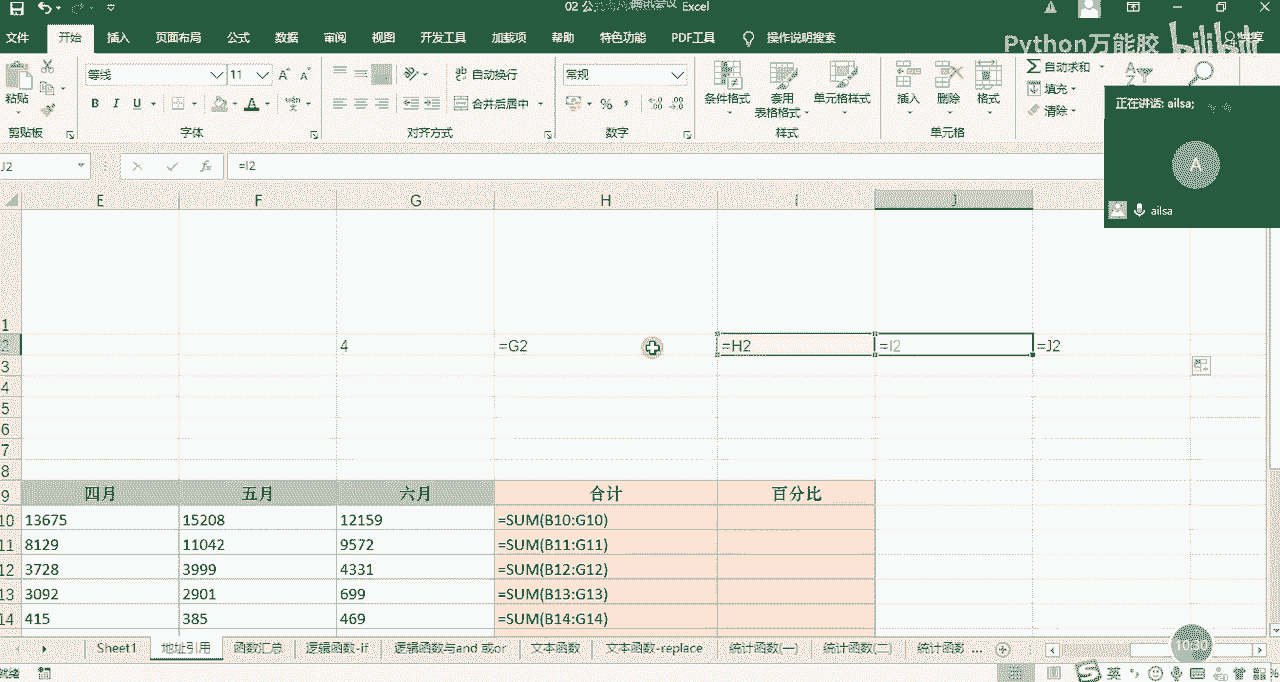 Excel
文件 开始 插入 页面布局 公式 数据 审阅 视图 开发工具 加载项 帮助 特色功能 PDF工具 操作说明搜索
Python万能胶 bilibili
粘贴
等线 11
B I U
自动换行
合并后居中
常规
条件格式
套用
表格格式
单元格样式
插入 删除 格式
自动求和
填充
清除
剪贴板 字体 对齐方式 数字 样式 单元格
正在讲话: ailsa;
A
ailsa
J2 fx =I2
E F G H I J
1
2 4 =G2 =H2 =I2 =J2
3
4
5
6
7
8
9 四月 五月 六月 合计 百分比
10 13675 15208 12159 =SUM(B10:G10)
11 8129 11042 9572 =SUM(B11:G11)
12 3728 3999 4331 =SUM(B12:G12)
13 3092 2901 699 =SUM(B13:G13)
14 415 385 469 =SUM(B14:G14)
Sheet1 地址引用 函数汇总 逻辑函数-if 逻辑函数与and 或or 文本函数 文本函数-replace 统计函数(一) 统计函数(二) 统计函数 ...
10:30
就绪
英